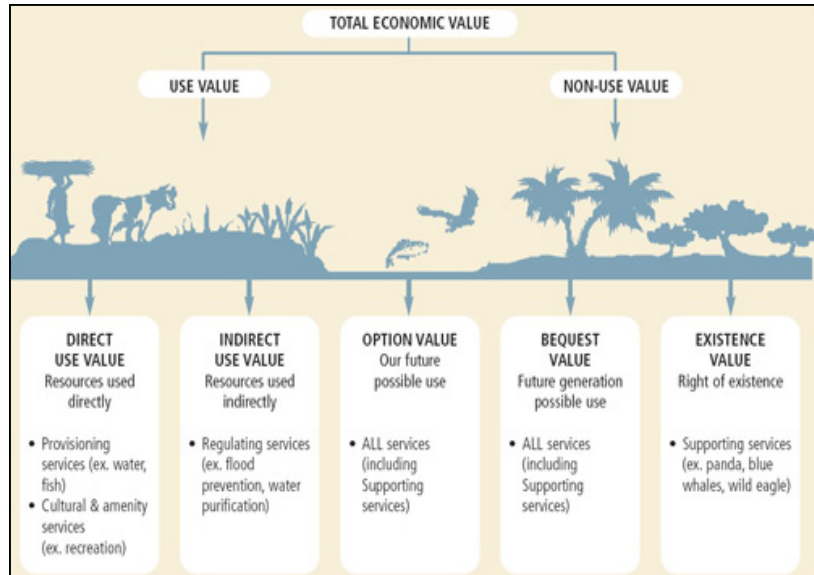 TOTAL ECONOMIC VALUE
USE VALUE
NON-USE VALUE
DIRECT
USE VALUE
Resources used
directly
• Provisioning
services (ex. water,
fish)
• Cultural & amenity
services
(ex. recreation)
INDIRECT
USE VALUE
Resources used
indirectly
• Regulating services
(ex. flood
prevention, water
purification)
OPTION VALUE
Our future
possible use
• ALL services
(including
Supporting
services)
BEQUEST
VALUE
Future generation
possible use
• ALL services
(including
Supporting
services)
EXISTENCE
VALUE
Right of existence
• Supporting services
(ex. panda, blue
whales, wild eagle)